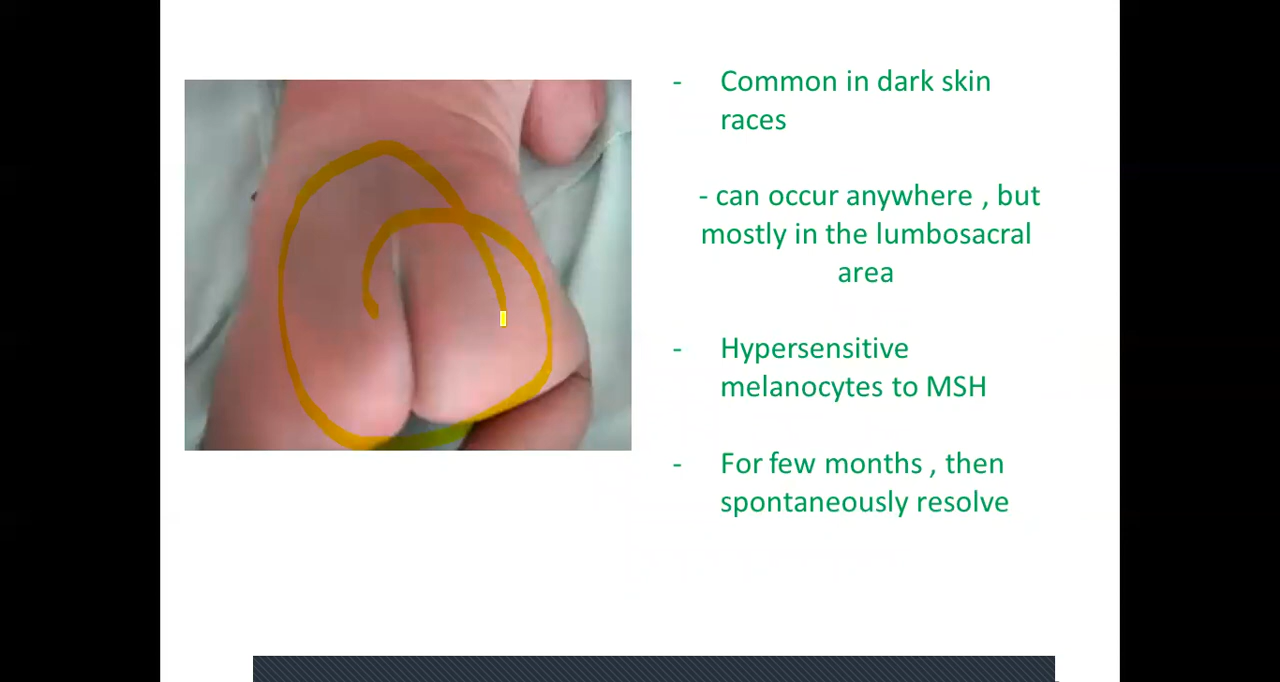 - Common in dark skin
races
- can occur anywhere , but
mostly in the lumbosacral
area
- Hypersensitive
melanocytes to MSH
- For few months , then
spontaneously resolve